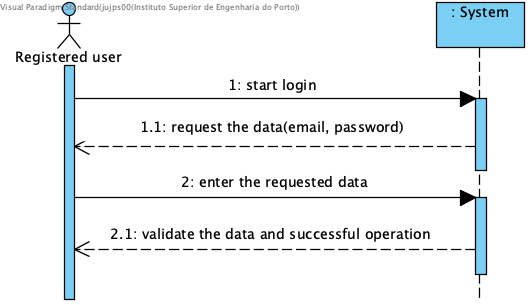 Visual Paradigm Standard(jujps00(Instituto Superior de Engenharia do Porto))
: System
Registered user
1: start login
1.1: request the data(email, password)
2: enter the requested data
2.1: validate the data and successful operation